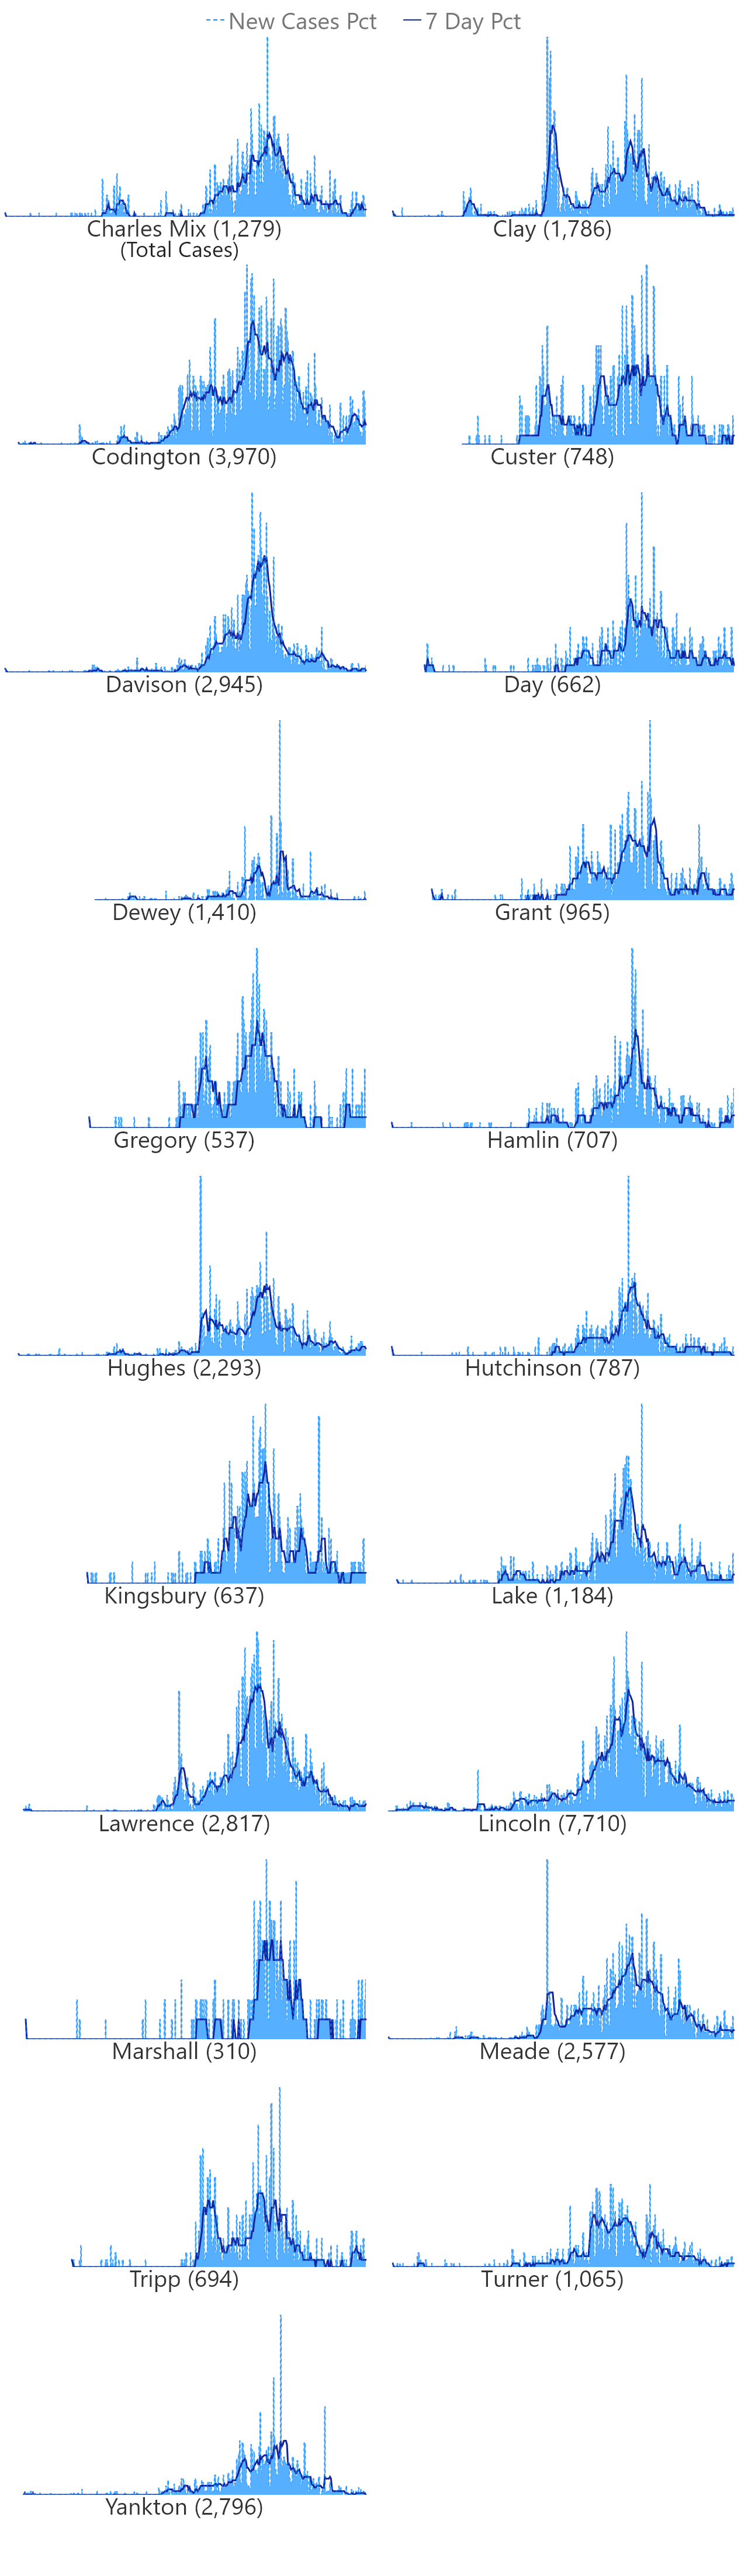 New Cases Pct 7 Day Pct
Charles Mix (1,279) Clay (1,786)
(Total Cases)
Codington (3,970) Custer (748)
Davison (2,945) Day (662)
Dewey (1,410) Grant (965)
Gregory (537) Hamlin (707)
Hughes (2,293) Hutchinson (787)
Kingsbury (637) Lake (1,184)
Lawrence (2,817) Lincoln (7,710)
Marshall (310) Meade (2,577)
Tripp (694) Turner (1,065)
Yankton (2,796)